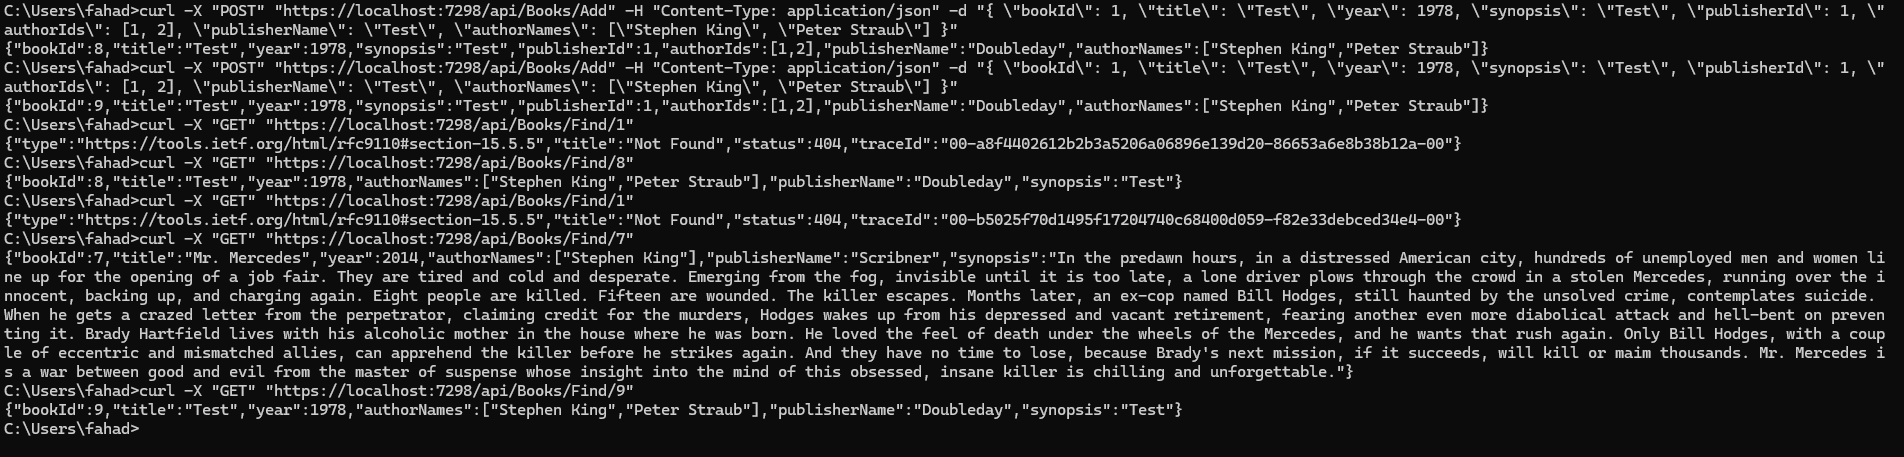 C:\Users\fahad>curl -X "POST" "https://localhost:7298/api/Books/Add" -H "Content-Type: application/json" -d "{ \"bookId\": 1, \"title\": \"Test\", \"year\": 1978, \"synopsis\": \"Test\", \"publisherId\": 1, \"
authorIds\": [1, 2], \"publisherName\": \"Test\", \"authorNames\": [\"Stephen King\", \"Peter Straub\"] }"
{"bookId":8,"title":"Test","year":1978,"synopsis":"Test","publisherId":1,"authorIds":[1,2],"publisherName":"Doubleday","authorNames":["Stephen King","Peter Straub"]}
C:\Users\fahad>curl -X "POST" "https://localhost:7298/api/Books/Add" -H "Content-Type: application/json" -d "{ \"bookId\": 1, \"title\": \"Test\", \"year\": 1978, \"synopsis\": \"Test\", \"publisherId\": 1, \"
authorIds\": [1, 2], \"publisherName\": \"Test\", \"authorNames\": [\"Stephen King\", \"Peter Straub\"] }"
{"bookId":9,"title":"Test","year":1978,"synopsis":"Test","publisherId":1,"authorIds":[1,2],"publisherName":"Doubleday","authorNames":["Stephen King","Peter Straub"]}
C:\Users\fahad>curl -X "GET" "https://localhost:7298/api/Books/Find/1"
{"type":"https://tools.ietf.org/html/rfc9110#section-15.5.5","title":"Not Found","status":404,"traceId":"00-a8f4402612b2b3a5206a06896e139d20-86653a6e8b38b12a-00"}
C:\Users\fahad>curl -X "GET" "https://localhost:7298/api/Books/Find/8"
{"bookId":8,"title":"Test","year":1978,"authorNames":["Stephen King","Peter Straub"],"publisherName":"Doubleday","synopsis":"Test"}
C:\Users\fahad>curl -X "GET" "https://localhost:7298/api/Books/Find/1"
{"type":"https://tools.ietf.org/html/rfc9110#section-15.5.5","title":"Not Found","status":404,"traceId":"00-b5025f70d1495f17204740c68400d059-f82e33debced34e4-00"}
C:\Users\fahad>curl -X "GET" "https://localhost:7298/api/Books/Find/7"
{"bookId":7,"title":"Mr. Mercedes","year":2014,"authorNames":["Stephen King"],"publisherName":"Scribner","synopsis":"In the predawn hours, in a distressed American city, hundreds of unemployed men and women li
ne up for the opening of a job fair. They are tired and cold and desperate. Emerging from the fog, invisible until it is too late, a lone driver plows through the crowd in a stolen Mercedes, running over the i
nnocent, backing up, and charging again. Eight people are killed. Fifteen are wounded. The killer escapes. Months later, an ex-cop named Bill Hodges, still haunted by the unsolved crime, contemplates suicide.
When he gets a crazed letter from the perpetrator, claiming credit for the murders, Hodges wakes up from his depressed and vacant retirement, fearing another even more diabolical attack and hell-bent on preven
ting it. Brady Hartfield lives with his alcoholic mother in the house where he was born. He loved the feel of death under the wheels of the Mercedes, and he wants that rush again. Only Bill Hodges, with a coup
le of eccentric and mismatched allies, can apprehend the killer before he strikes again. And they have no time to lose, because Brady's next mission, if it succeeds, will kill or maim thousands. Mr. Mercedes i
s a war between good and evil from the master of suspense whose insight into the mind of this obsessed, insane killer is chilling and unforgettable."}
C:\Users\fahad>curl -X "GET" "https://localhost:7298/api/Books/Find/9"
{"bookId":9,"title":"Test","year":1978,"authorNames":["Stephen King","Peter Straub"],"publisherName":"Doubleday","synopsis":"Test"}
C:\Users\fahad>